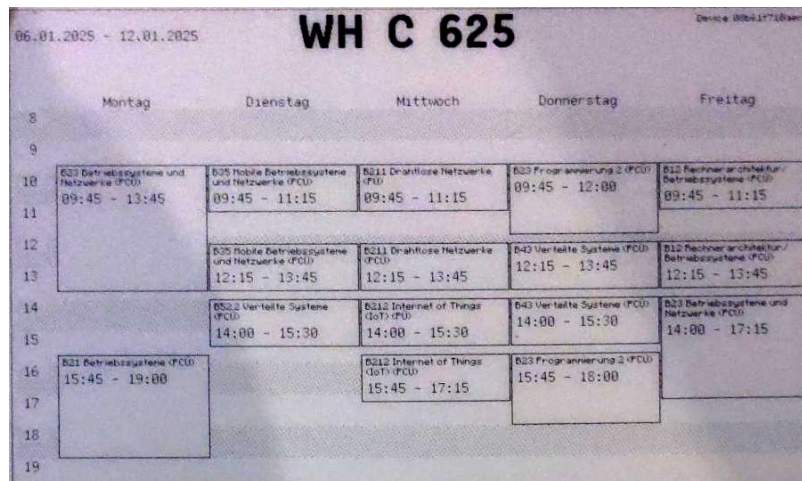 06.01.2025 - 12.01.2025
WH C 625
Device
Montag
Dienstag
Mittwoch
Donnerstag
Freitag
8
9
10
11
12
13
14
15
16
17
18
19
B23 Betriebssysteme und
Netzwerke (PCÜ)
09:45 - 13:45
B21 Betriebssysteme (PCÜ)
15:45 - 19:00
B35 Mobile Betriebssysteme
und Netzwerke (PCÜ)
09:45 - 11:15
B35 Mobile Betriebssysteme
und Netzwerke (PCÜ)
12:15 - 13:45
B52.2 Verteilte Systeme
(PCÜ)
14:00 - 15:30
B211 Drahtlose Netzwerke
09:45 - 11:15
B211 Drahtlose Netzwerke
(PCÜ)
12:15 - 13:45
B212 Internet of Things
(IoT)
14:00 - 15:30
B212 Internet of Things
(IoT) (PCÜ)
15:45 - 17:15
B23 Programmierung 2 (PCÜ)
09:45 - 12:00
B43 Verteilte Systeme (PCÜ)
12:15 - 13:45
B43 Verteilte Systeme (PCÜ)
14:00 - 15:30
B23 Programmierung 2 (PCÜ)
15:45 - 18:00
B12 Rechnerarchitektur/
Betriebssysteme (PCÜ)
09:45 - 11:15
B12 Rechnerarchitektur/
Betriebssysteme (PCÜ)
12:15 - 13:45
B23 Betriebssysteme und
Netzwerke (PCÜ)
14:00 - 17:15